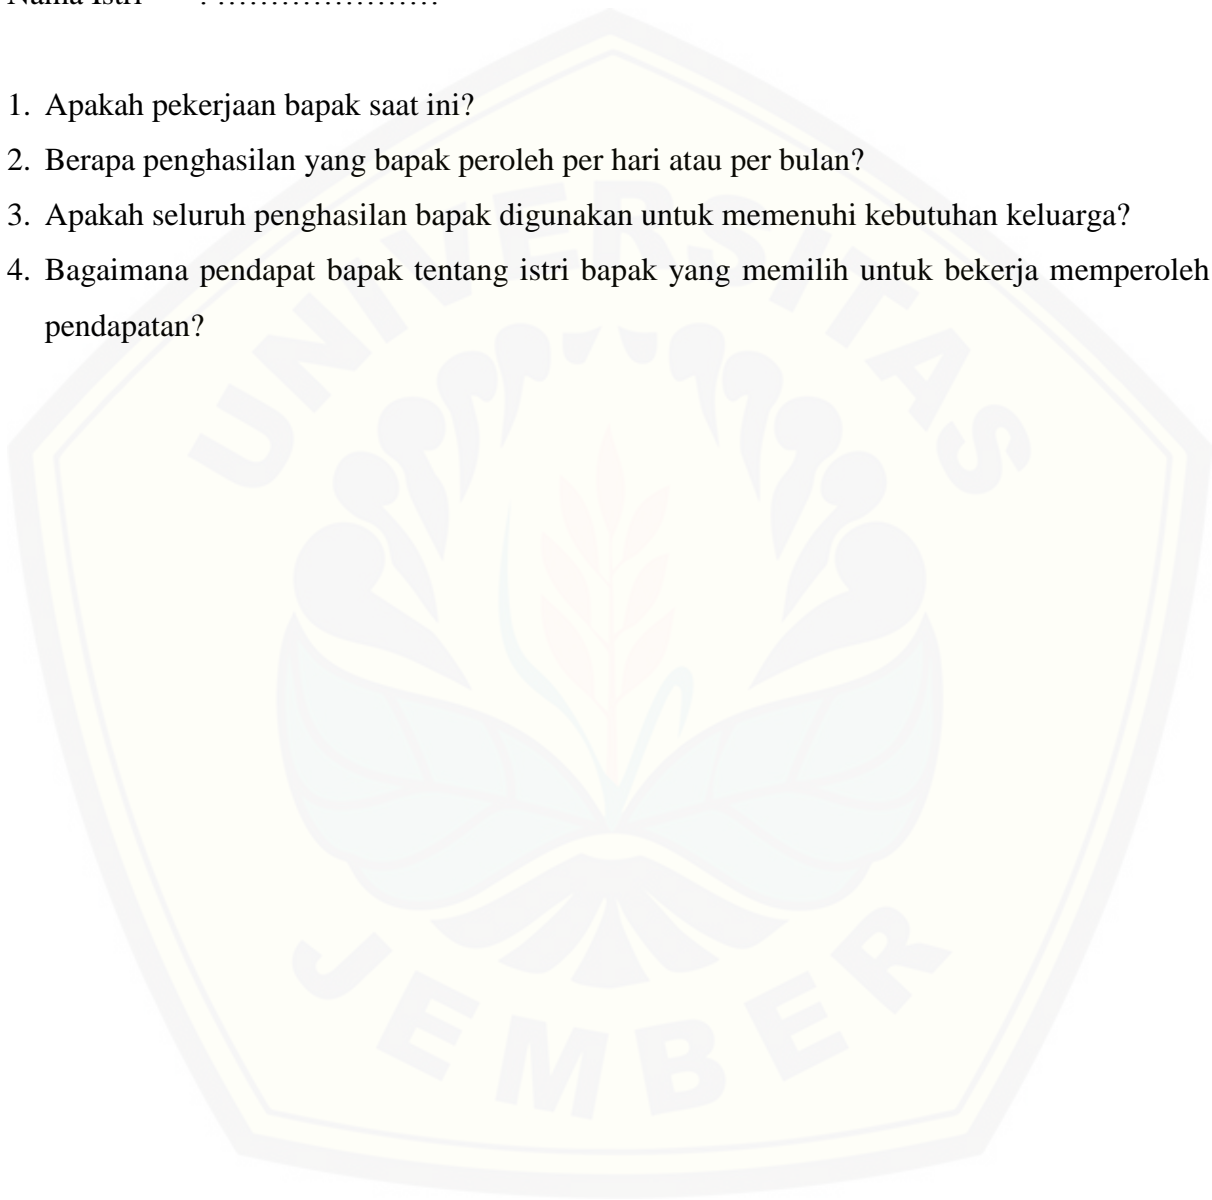 Nama Istri : .....................
1. Apakah pekerjaan bapak saat ini?
2. Berapa penghasilan yang bapak peroleh per hari atau per bulan?
3. Apakah seluruh penghasilan bapak digunakan untuk memenuhi kebutuhan keluarga?
4. Bagaimana pendapat bapak tentang istri bapak yang memilih untuk bekerja memperoleh
pendapatan?
UNIVERSITAS
JEMBER